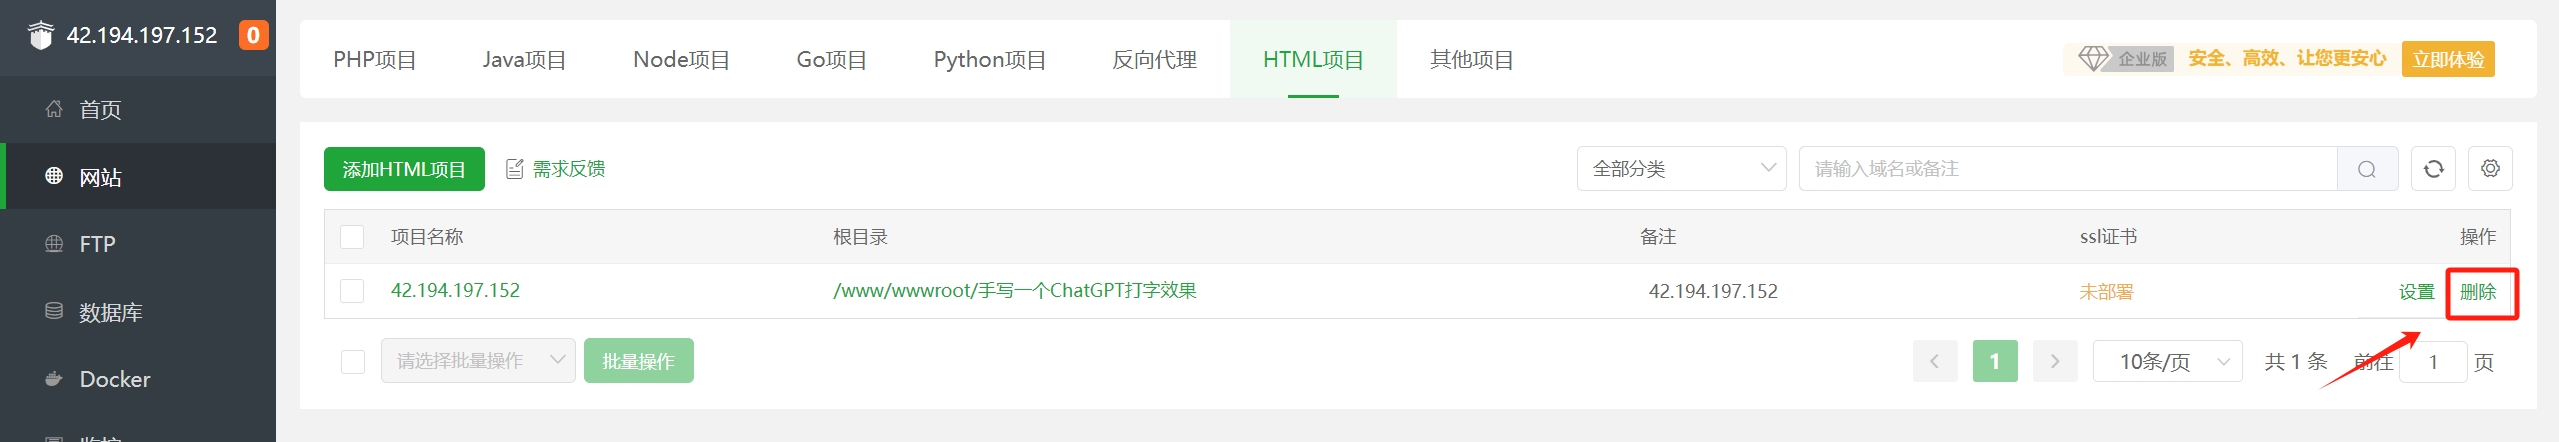 42.194.197.152 0
首页
网站
FTP
数据库
Docker
监控
PHP项目 Java项目 Node项目 Go项目 Python项目 反向代理 HTML项目 其他项目
企业版 安全、高效、让您更安心 立即体验
添加HTML项目 需求反馈 全部分类 请输入域名或备注
项目名称 根目录 备注 ssl证书 操作
42.194.197.152 /www/wwwroot/手写一个ChatGPT打字效果 42.194.197.152 未部署 设置 删除
请选择批量操作 批量操作 1 10条/页 共 1 条 前往 1 页